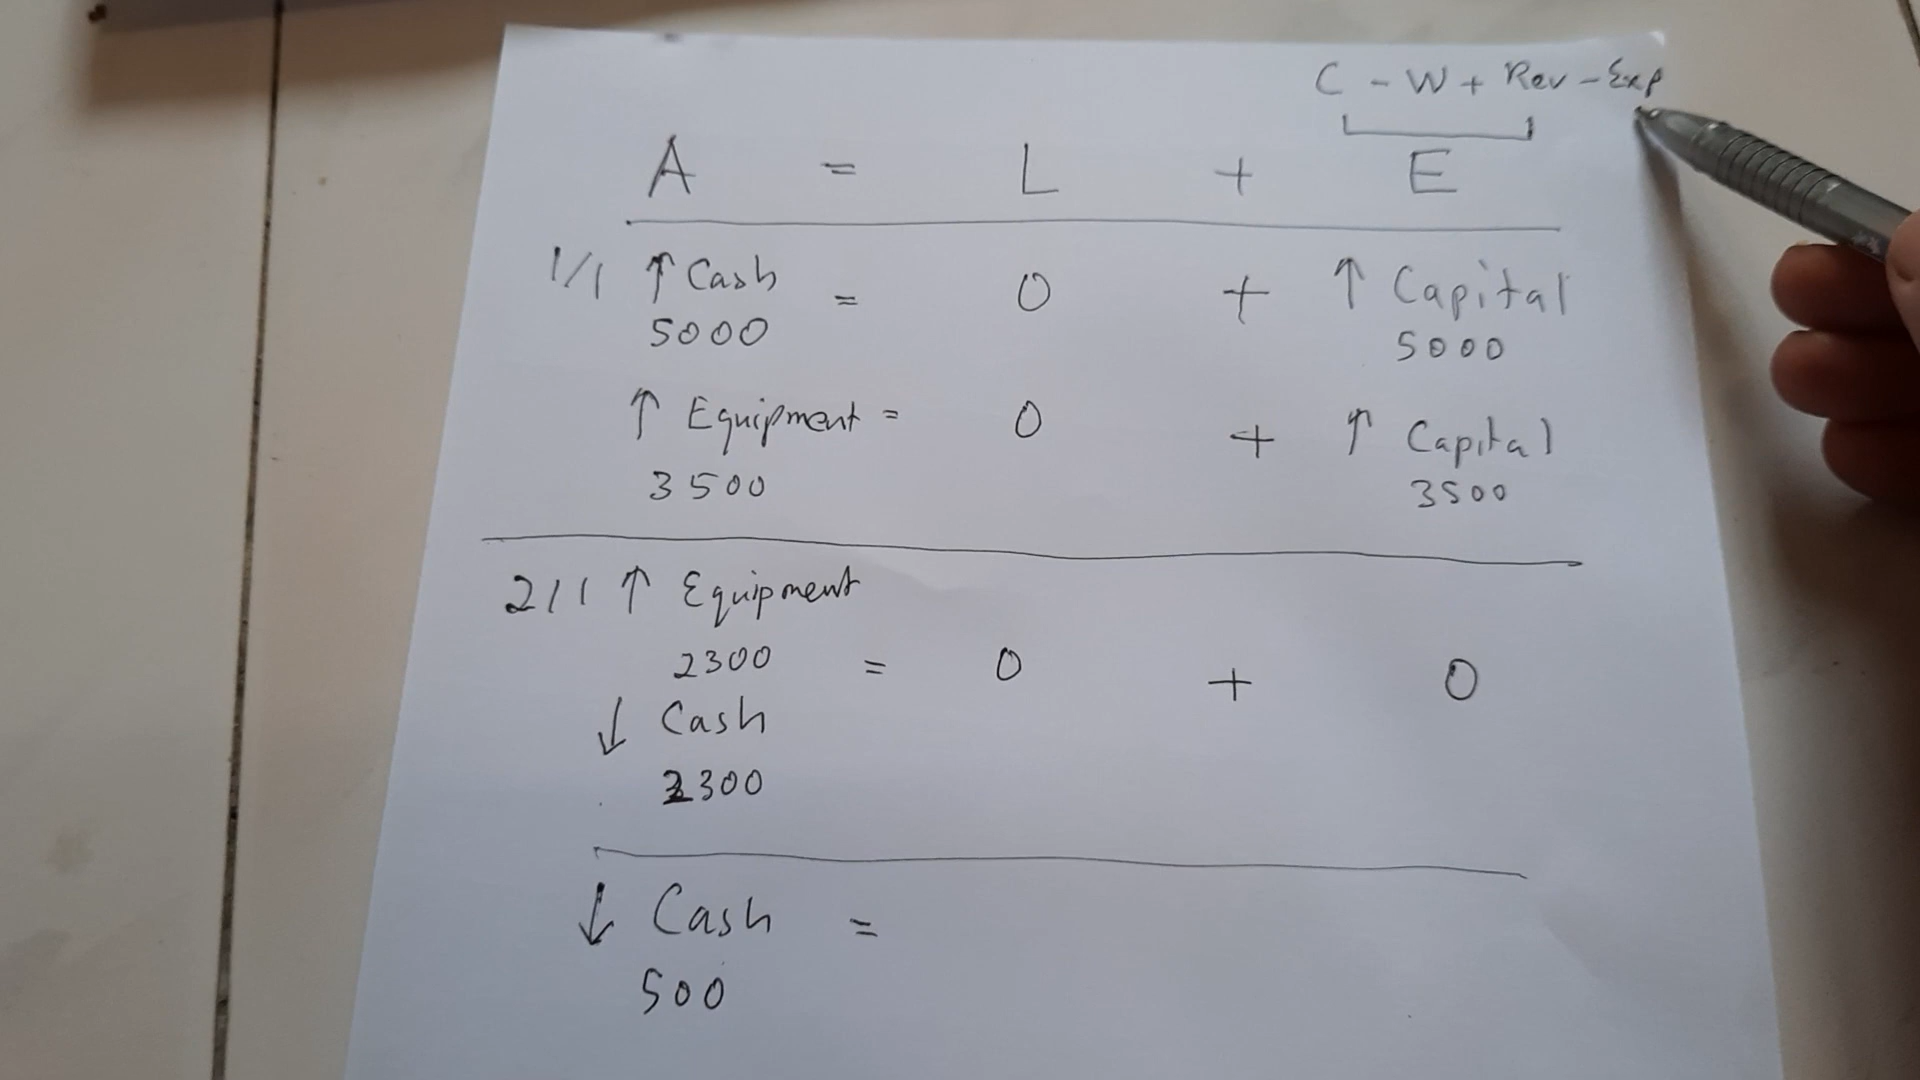 C - W + Rev - Exp
A = L + E
1/1 ↑ Cash = 0 + ↑ Capital
5000 5000
↑ Equipment = 0 + ↑ Capital
3500 3500
2/1 ↑ Equipment
2300 = 0 + 0
↓ Cash
2300
↓ Cash =
500